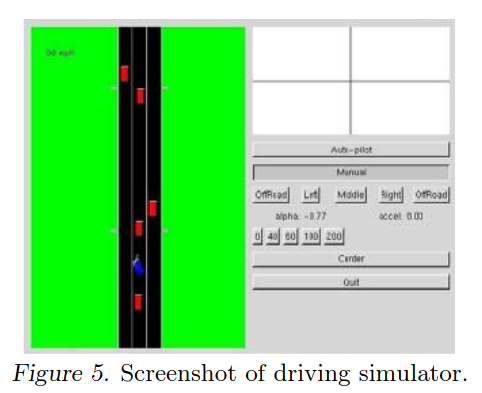 56 mph
Auto-pilot
Manual
OffRoad Left Middle Right OffRoad
alpha: -0.77 accel: 0.00
0 40 60 100 200
Center
Quit
Figure 5. Screenshot of driving simulator.